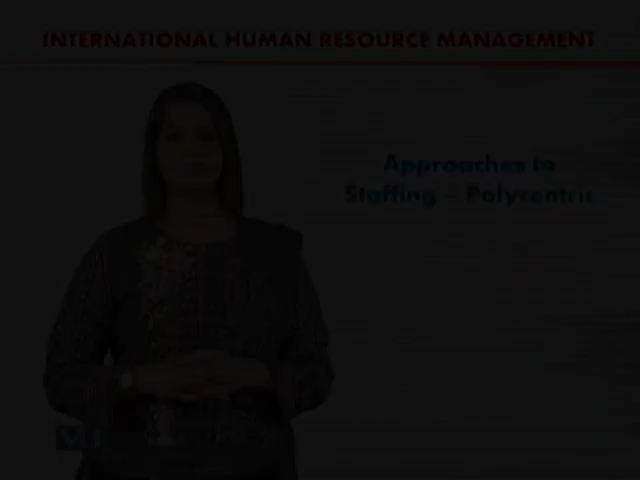 INTERNATIONAL HUMAN RESOURCE MANAGEMENT
Approaches to
Staffing – Polycentric